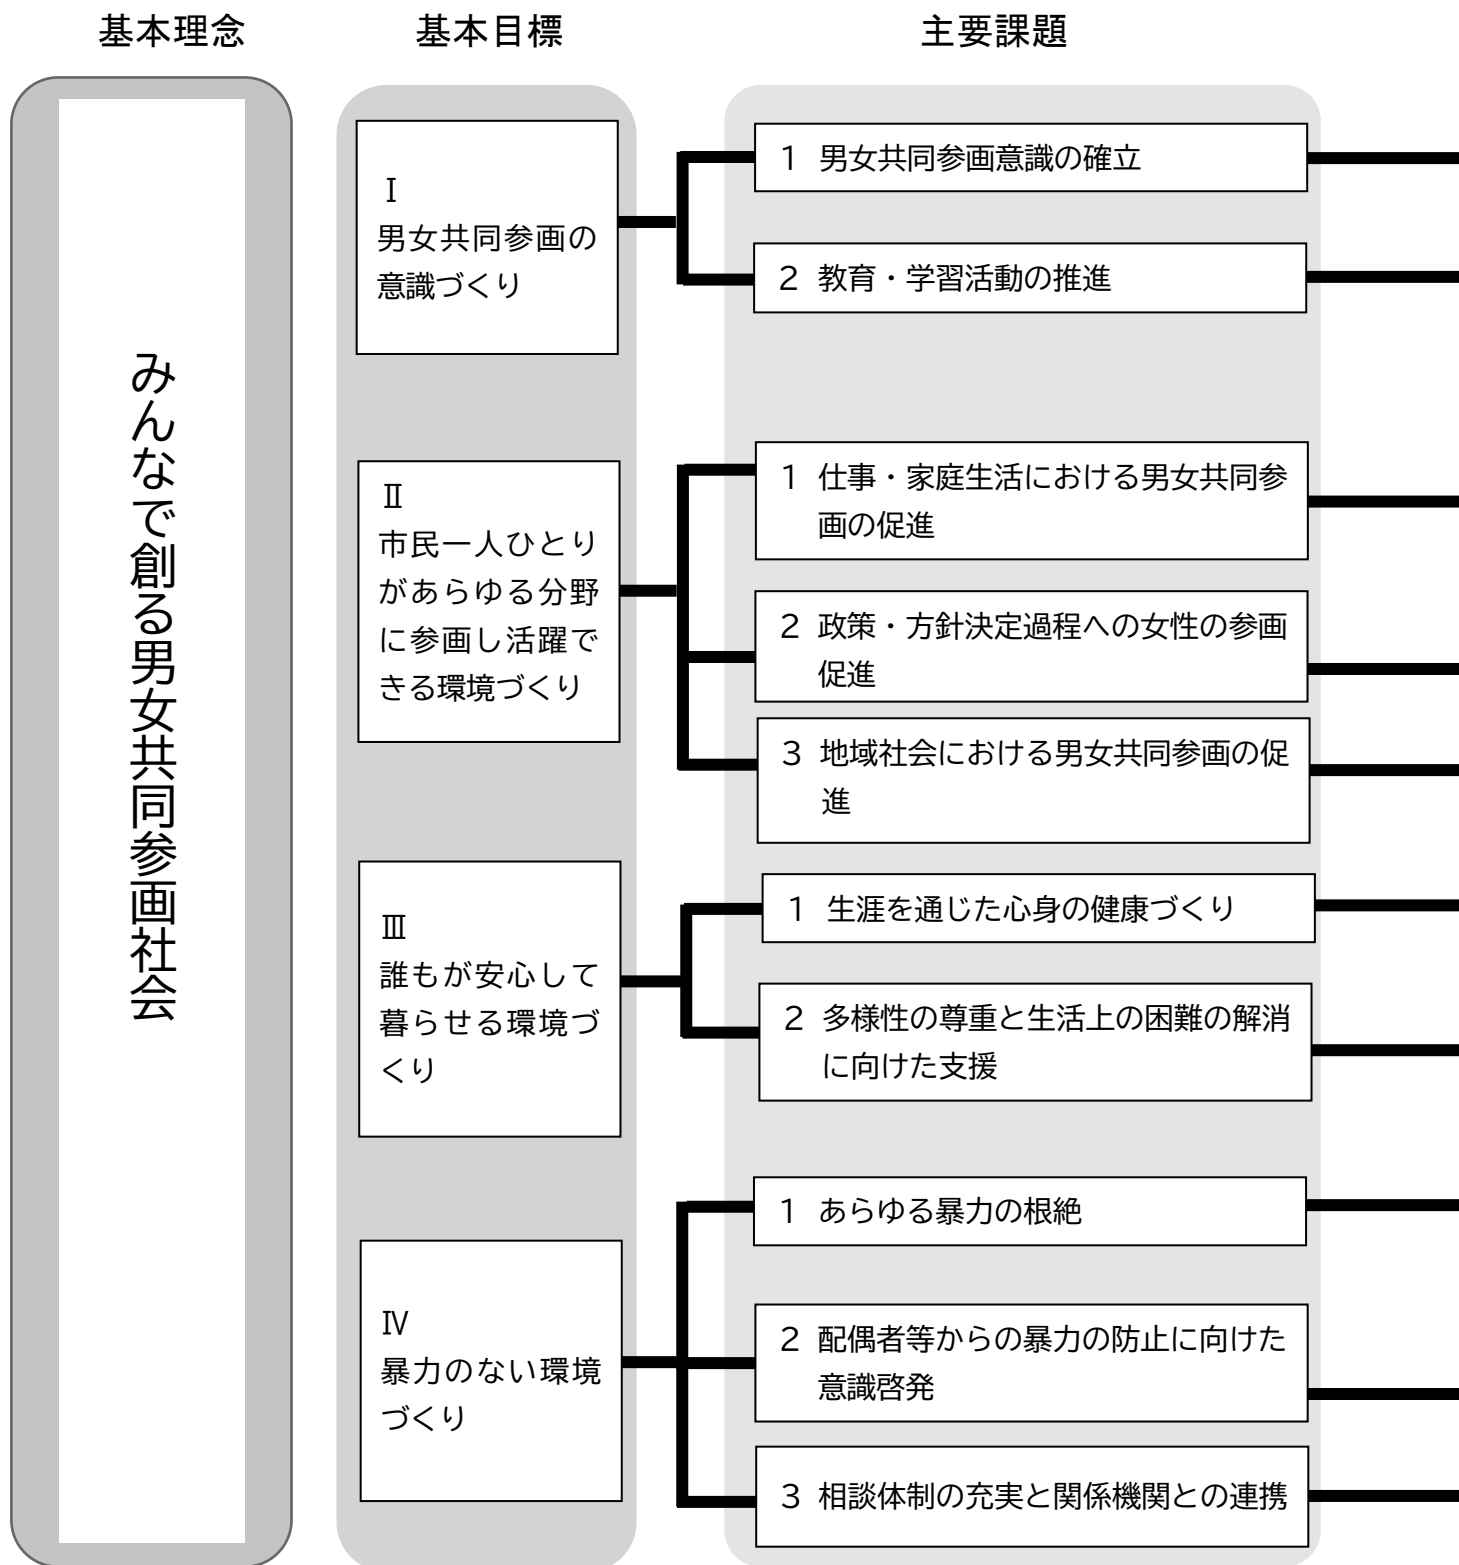 基本理念
基本目標
主要課題
みんなで創る男女共同参画社会
Ⅰ
男女共同参画の
意識づくり
1 男女共同参画意識の確立
2 教育・学習活動の推進
Ⅱ
市民一人ひとり
があらゆる分野
に参画し活躍で
きる環境づくり
1 仕事・家庭生活における男女共同参
画の促進
2 政策・方針決定過程への女性の参画
促進
3 地域社会における男女共同参画の促
進
Ⅲ
誰もが安心して
暮らせる環境づ
くり
1 生涯を通じた心身の健康づくり
2 多様性の尊重と生活上の困難の解消
に向けた支援
Ⅳ
暴力のない環境
づくり
1 あらゆる暴力の根絶
2 配偶者等からの暴力の防止に向けた
意識啓発
3 相談体制の充実と関係機関との連携